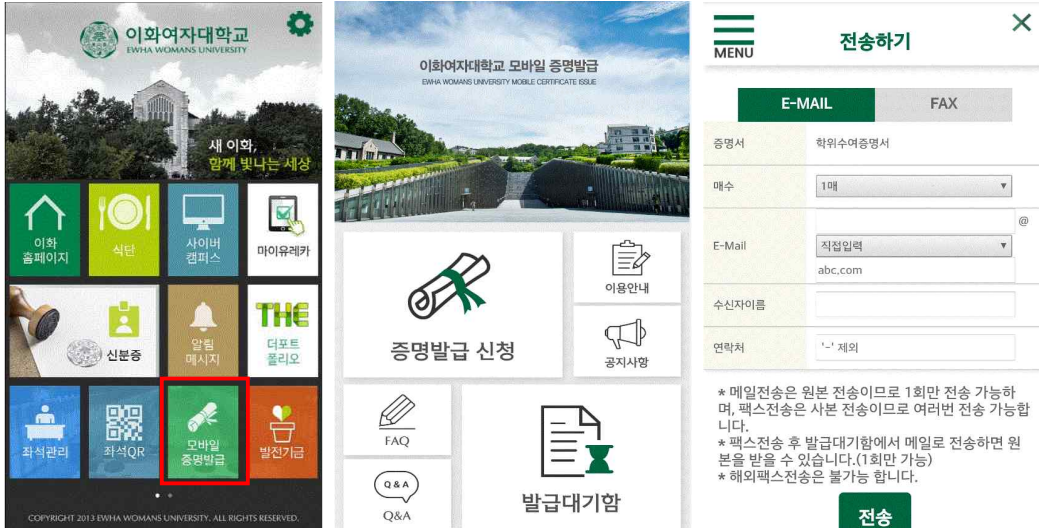 이화여자대학교
EWHA WOMANS UNIVERSITY
새 이화,
함께 빛나는 세상
이화
홈페이지
식단
사이버
캠퍼스
마이유레카
신분증
알림
메시지
THE
더포트
폴리오
좌석관리
좌석QR
모바일
증명발급
발전기금
COPYRIGHT 2013 EWHA WOMANS UNIVERSITY. ALL RIGHTS RESERVED.
이화여자대학교 모바일 증명발급
EWHA WOMANS UNIVERSITY MOBILE CERTIFICATE ISSUE
증명발급 신청
이용안내
공지사항
FAQ
Q & A
Q&A
발급대기함
MENU
전송하기
E-MAIL
FAX
증명서
학위수여증명서
매수
1매
E-Mail
@
직접입력
abc.com
수신자이름
연락처
'-' 제외
* 메일전송은 원본 전송이므로 1회만 전송 가능하
며, 팩스전송은 사본 전송이므로 여러번 전송 가능합
니다.
* 팩스전송 후 발급대기함에서 메일로 전송하면 원
본을 받을 수 있습니다.(1회만 가능)
* 해외팩스전송은 불가능 합니다.
전송